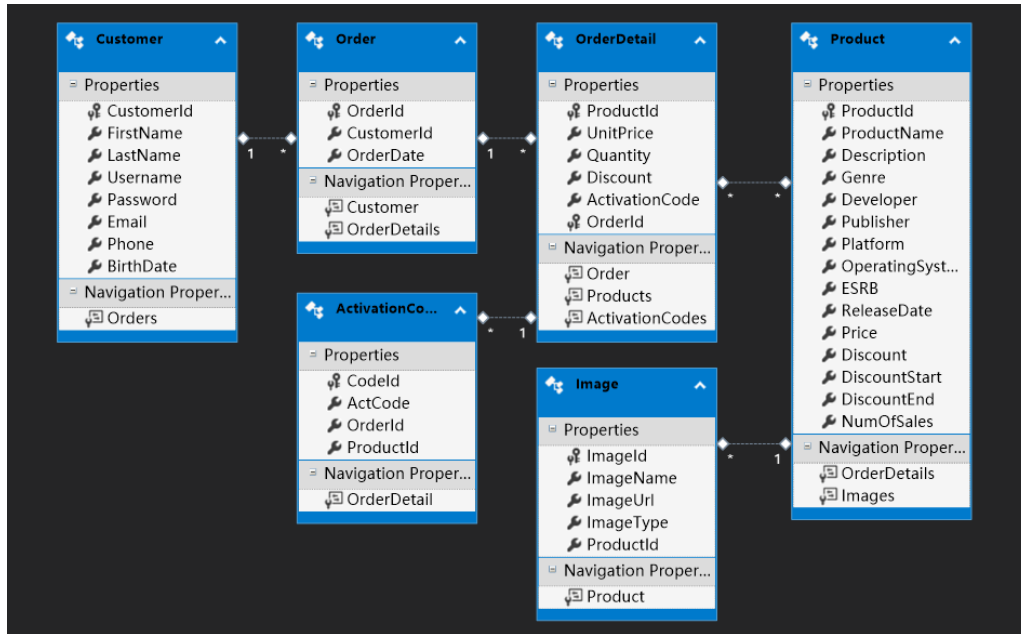 Customer
Properties
CustomerId
FirstName
LastName
Username
Password
Email
Phone
BirthDate
Navigation Proper...
Orders
1 *
Order
Properties
OrderId
CustomerId
OrderDate
Navigation Proper...
Customer
OrderDetails
1 *
ActivationCo...
Properties
CodeId
ActCode
OrderId
ProductId
Navigation Proper...
OrderDetail
* 1
OrderDetail
Properties
ProductId
UnitPrice
Quantity
Discount
ActivationCode
OrderId
Navigation Proper...
Order
Products
ActivationCodes
* *
Image
Properties
ImageId
ImageName
ImageUrl
ImageType
ProductId
Navigation Proper...
Product
* 1
Product
Properties
ProductId
ProductName
Description
Genre
Developer
Publisher
Platform
OperatingSyst...
ESRB
ReleaseDate
Price
Discount
DiscountStart
DiscountEnd
NumOfSales
Navigation Proper...
OrderDetails
Images